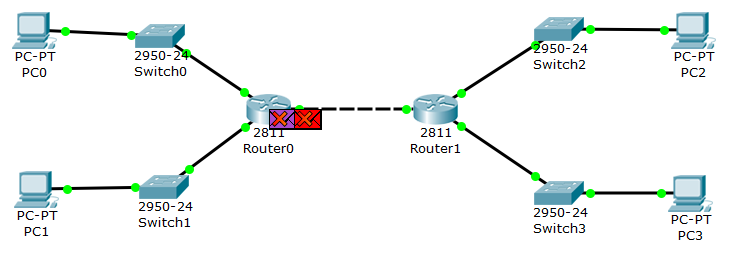 PC-PT
PC0
2950-24
Switch0
2950-24
Switch2
PC-PT
PC2
2811
Router0
2811
Router1
PC-PT
PC1
2950-24
Switch1
2950-24
Switch3
PC-PT
PC3